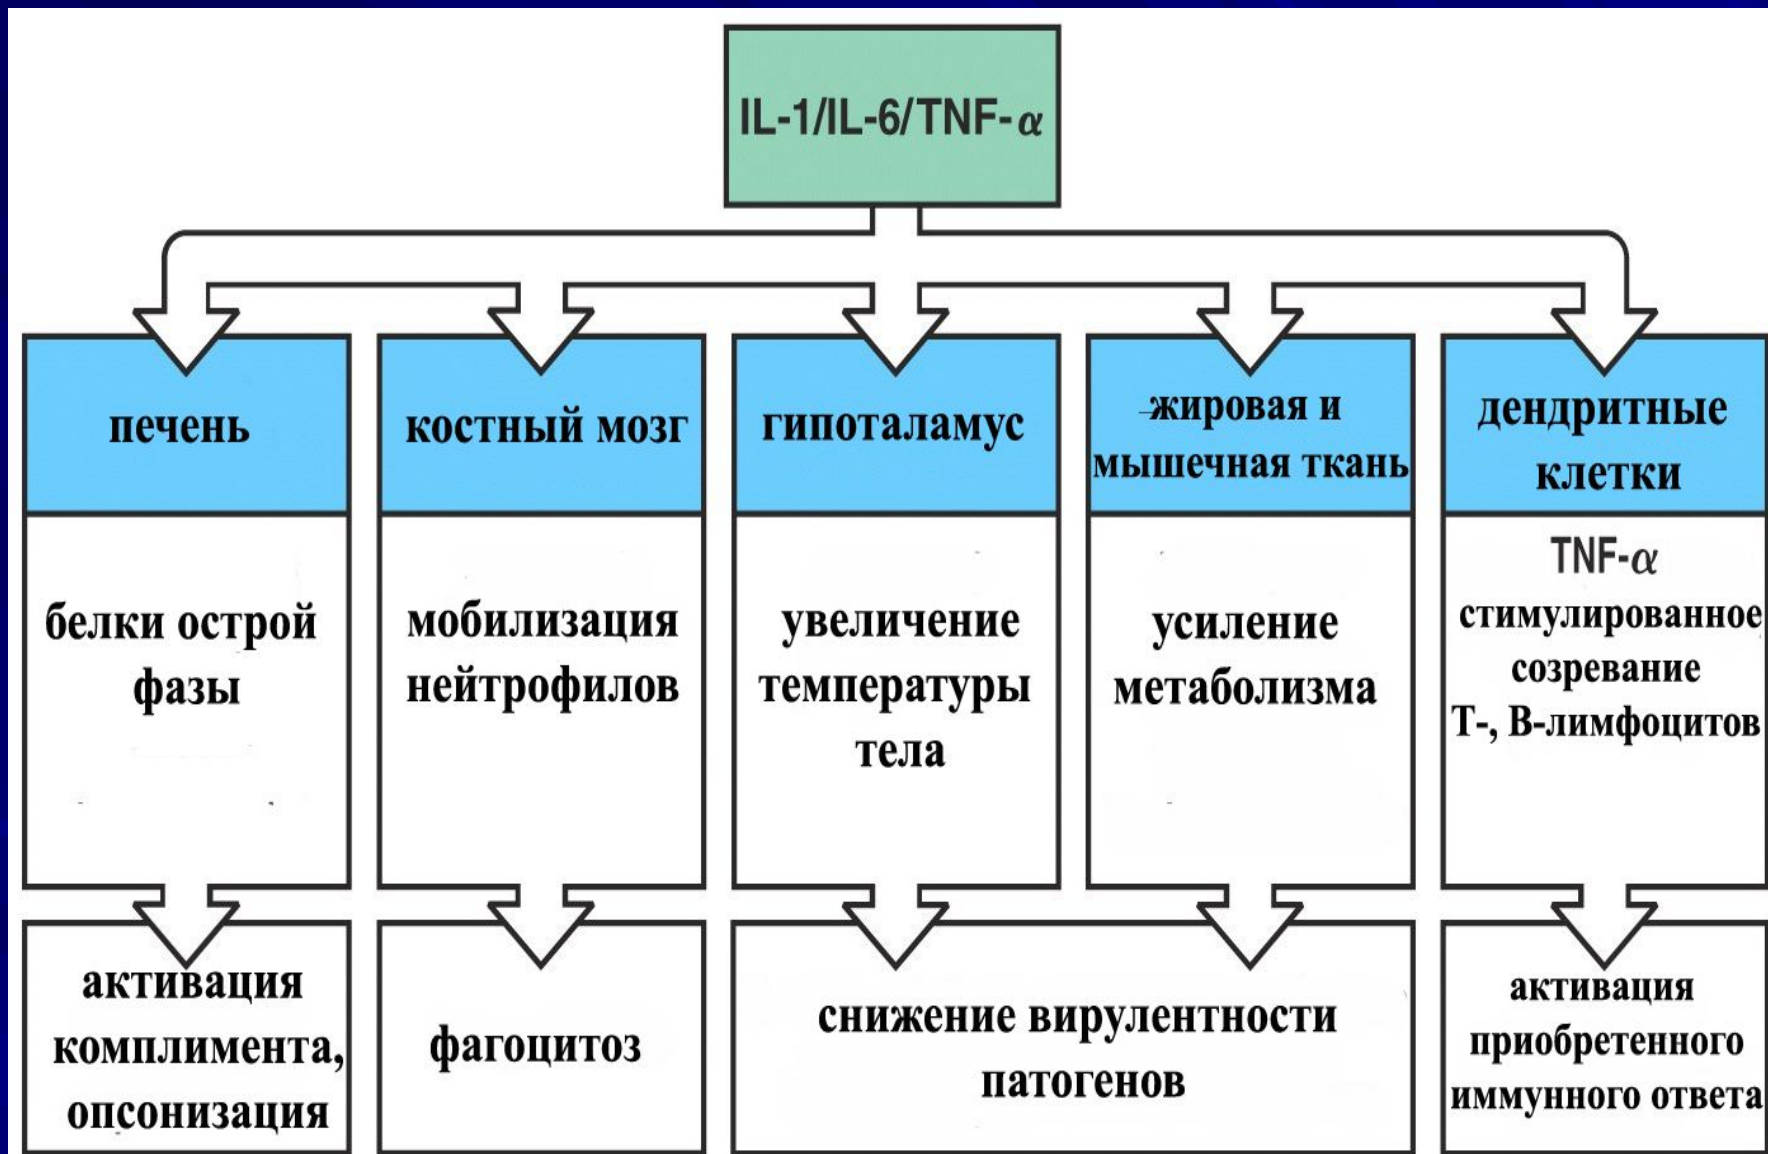 IL-1/IL-6/TNF-α
печень
костный мозг
гипоталамус
жировая и
мышечная ткань
дендритные
клетки
белки острой
фазы
мобилизация
нейтрофилов
увеличение
температуры
тела
усиление
метаболизма
TNF-α
стимулированное
созревание
Т-, В-лимфоцитов
активация
комплимента,
опсонизация
фагоцитоз
снижение вирулентности
патогенов
активация
приобретенного
иммунного ответа